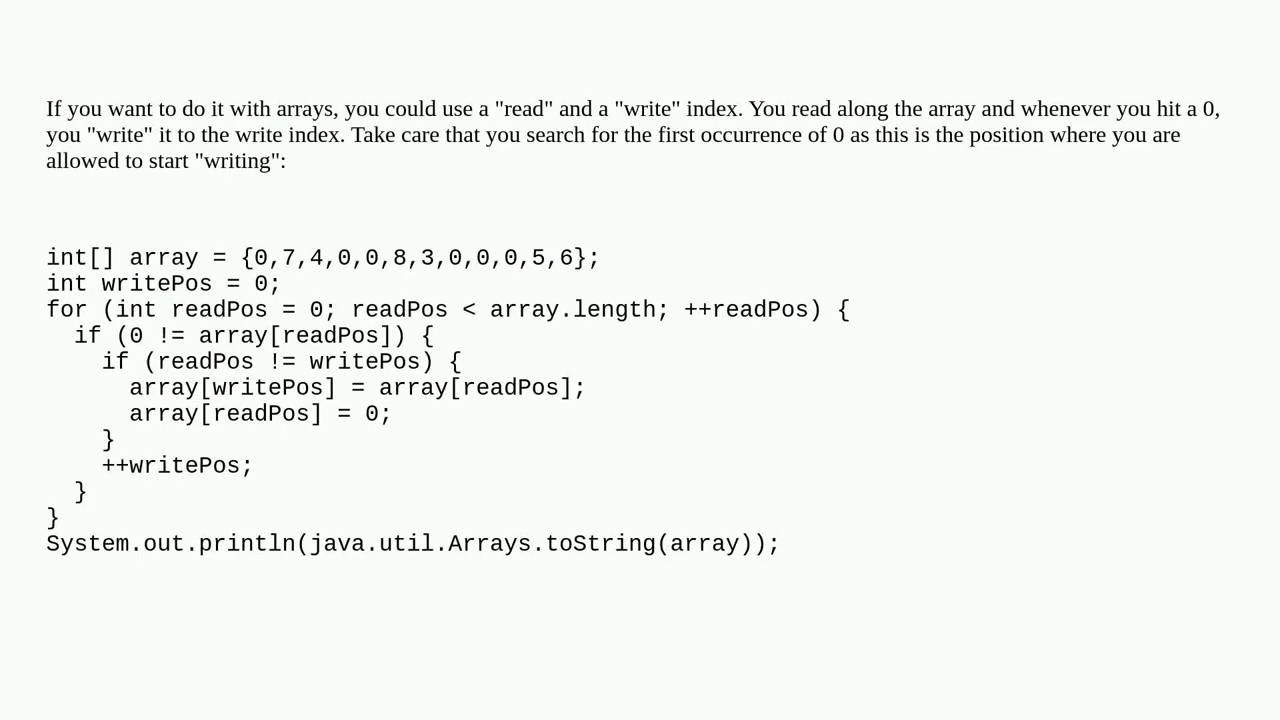 If you want to do it with arrays, you could use a "read" and a "write" index. You read along the array and whenever you hit a 0,
you "write" it to the write index. Take care that you search for the first occurrence of 0 as this is the position where you are
allowed to start "writing":
int[] array = {0,7,4,0,0,8,3,0,0,0,5,6};
int writePos = 0;
for (int readPos = 0; readPos < array.length; ++readPos) {
  if (0 != array[readPos]) {
    if (readPos != writePos) {
      array[writePos] = array[readPos];
      array[readPos] = 0;
    }
    ++writePos;
  }
}
System.out.println(java.util.Arrays.toString(array));